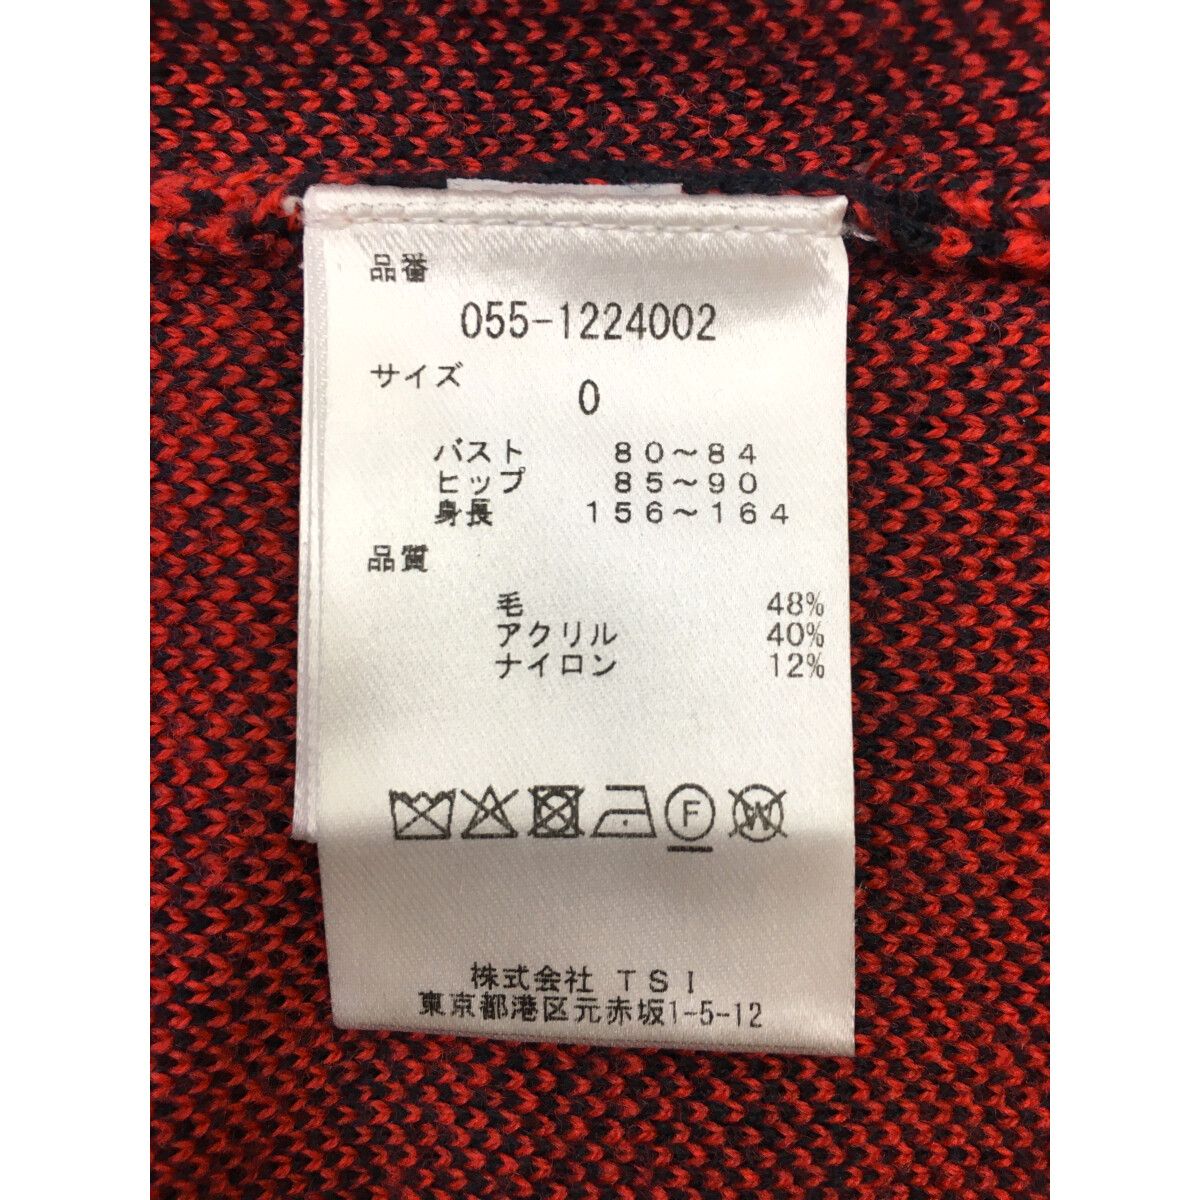 品番
055-1224002
サイズ
0
バスト 80～84
ヒップ 85～90
身長 156～164
品質
毛 48%
アクリル 40%
ナイロン 12%
F W
株式会社 TSI
東京都港区元赤坂1-5-12